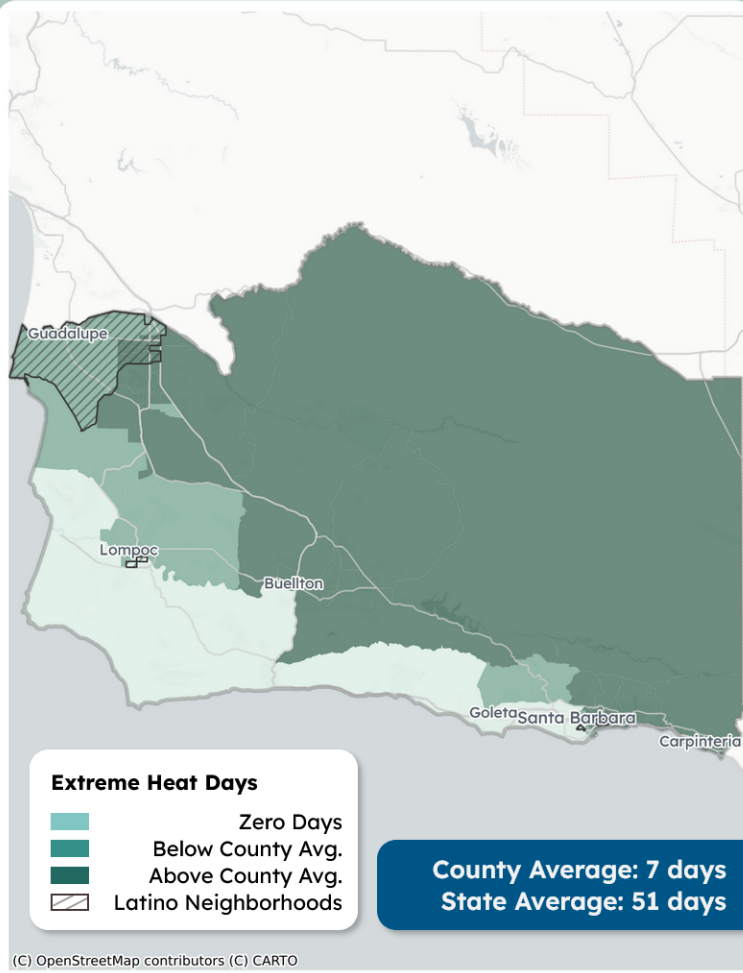 Guadalupe
Lompoc
Buellton
Goleta
Santa Barbara
Carpinteria
Extreme Heat Days
Zero Days
Below County Avg.
Above County Avg.
Latino Neighborhoods
County Average: 7 days
State Average: 51 days
(C) OpenStreetMap contributors (C) CARTO